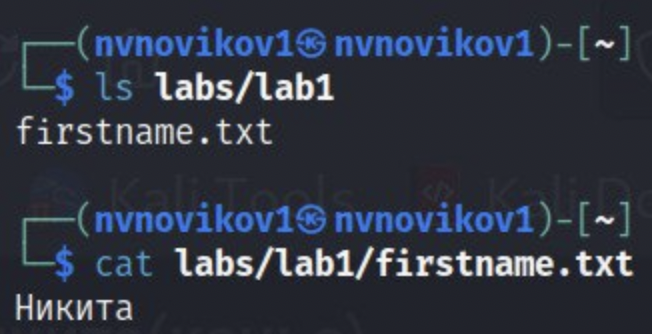 ┌──(nvnovikov1㉿nvnovikov1)-[~]
└─$ ls labs/lab1
firstname.txt
┌──(nvnovikov1㉿nvnovikov1)-[~]
└─$ cat labs/lab1/firstname.txt
Никита